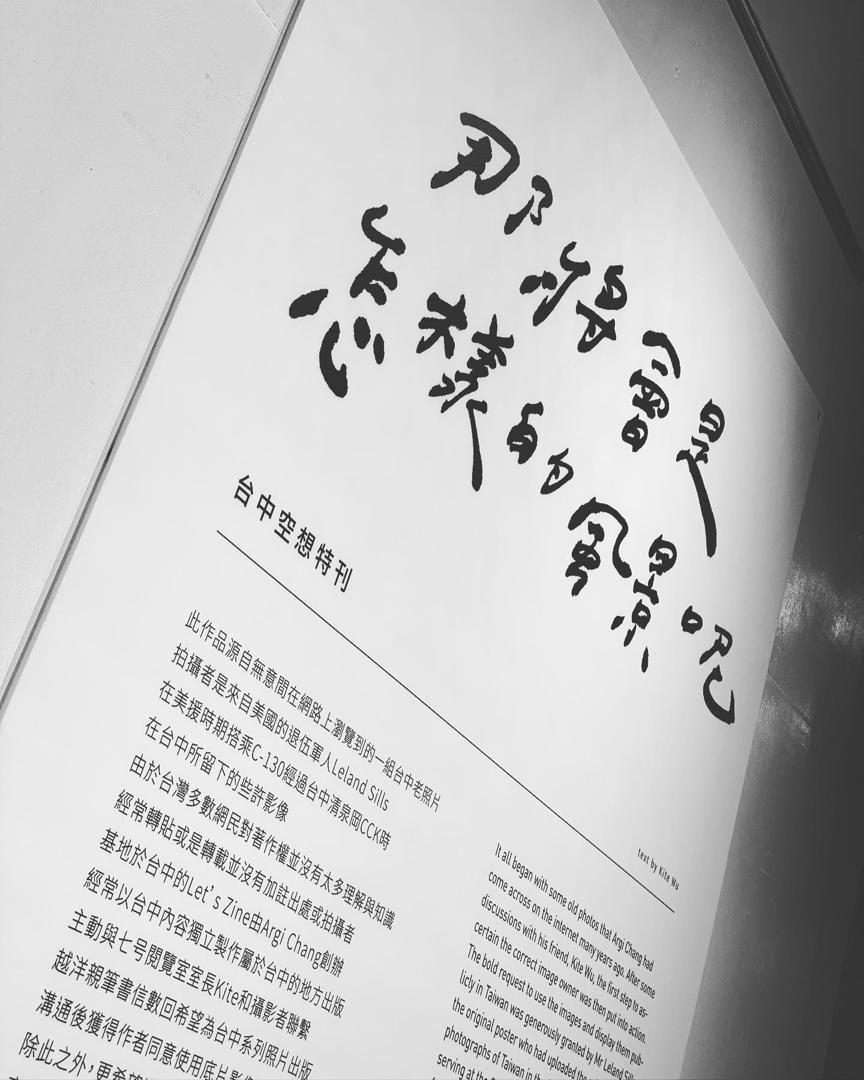 那將會是
怎樣的風景呢
台中空想特刊
此作品源自無意間在網路上瀏覽到的一組台中老照片
拍攝者是來自美國的退伍軍人Leland Sills
在美援時期搭乘C-130經過台中清泉岡CCK時
在台中所留下的些許影像
由於台灣多數網民對著作權並沒有太多理解與知識
經常轉貼或是轉載並沒有加註出處或拍攝者
基地於台中的Let’s Zine由Argi Chang創辦
經常以台中內容獨立製作屬於台中的地方出版
主動與七号閱覽室室長Kite和攝影者聯繫
越洋親筆書信數回希望為台中系列照片出版
溝通後獲得作者同意使用底片影
除此之外，更希望
text by Kite Wu
It all began with some old photos that Argi Chang had
come across on the internet many years ago. After some
discussions with his friend, Kite Wu, the first step to as-
certain the correct image owner was then put into action.
The bold request to use the images and display them pub-
licly in Taiwan was generously granted by Mr Leland Sills
the original poster who had uploaded the
photographs of Taiwan in th
serving at the